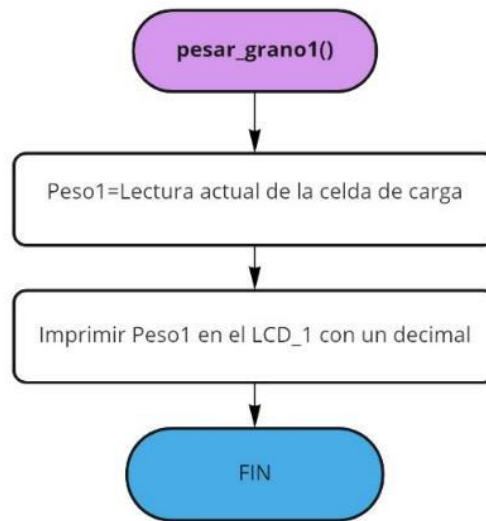 pesar_grano1()
Peso1=Lectura actual de la celda de carga
Imprimir Peso1 en el LCD_1 con un decimal
FIN